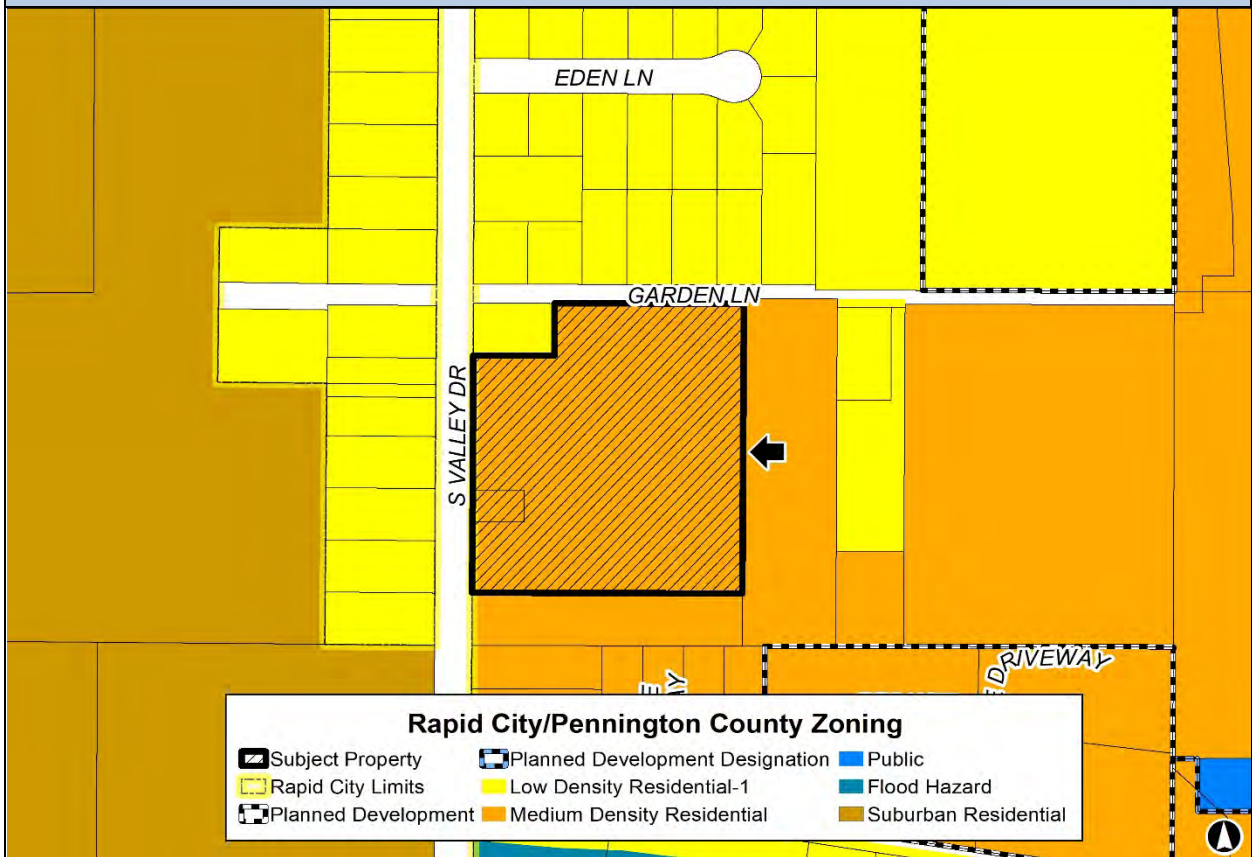 EDEN LN
GARDEN LN
S VALLEY DR
DRIVEWAY
Rapid City/Pennington County Zoning
Subject Property
Planned Development Designation
Public
Rapid City Limits
Low Density Residential-1
Flood Hazard
Planned Development
Medium Density Residential
Suburban Residential